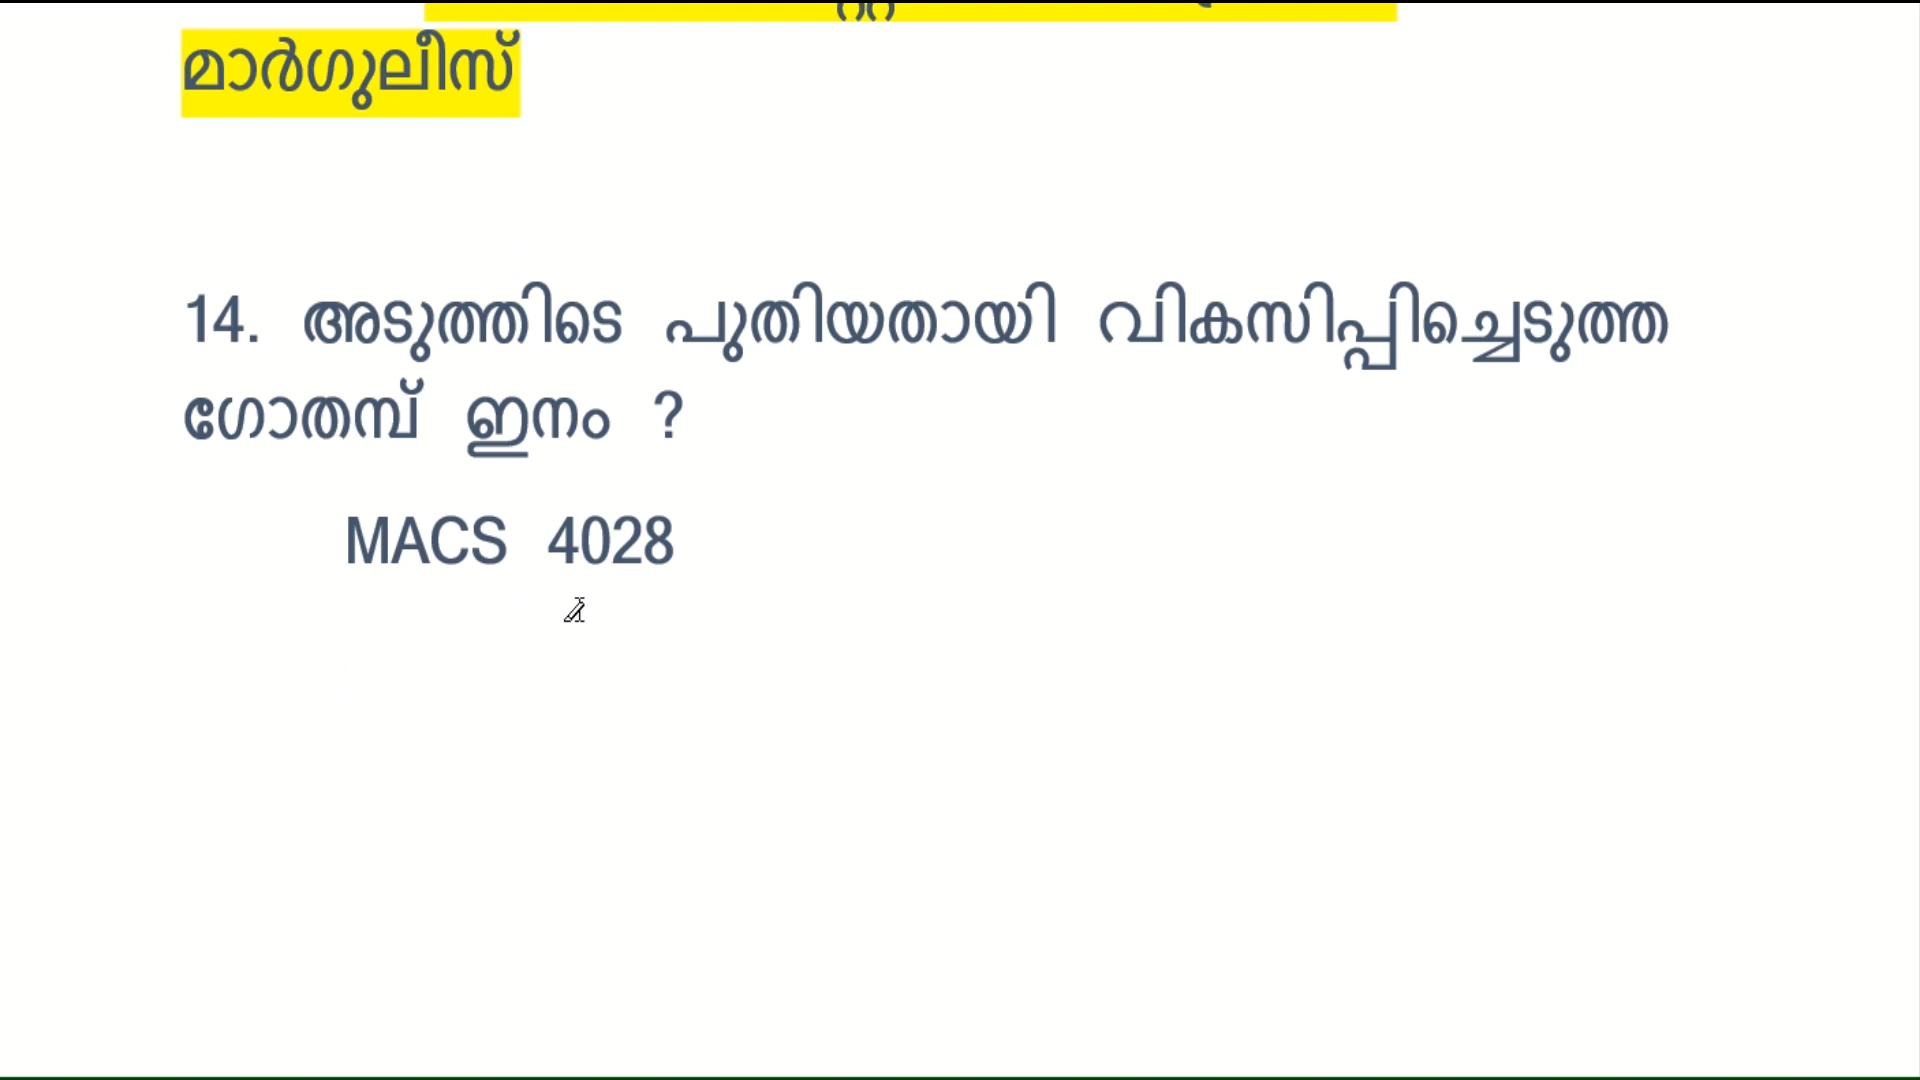 മാർഗുലീസ്
14. അടുത്തിടെ പുതിയതായി വികസിപ്പിച്ചെടുത്ത
ഗോതമ്പ് ഇനം ?
MACS 4028